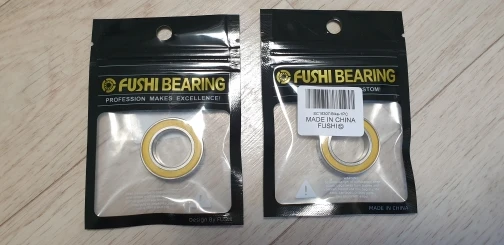 FUSHI BEARING
PROFESSION MAKES EXCELLENCE!
FUSHI BEARING
MADE IN CHINA
FUSHI©
MADE IN CHINA